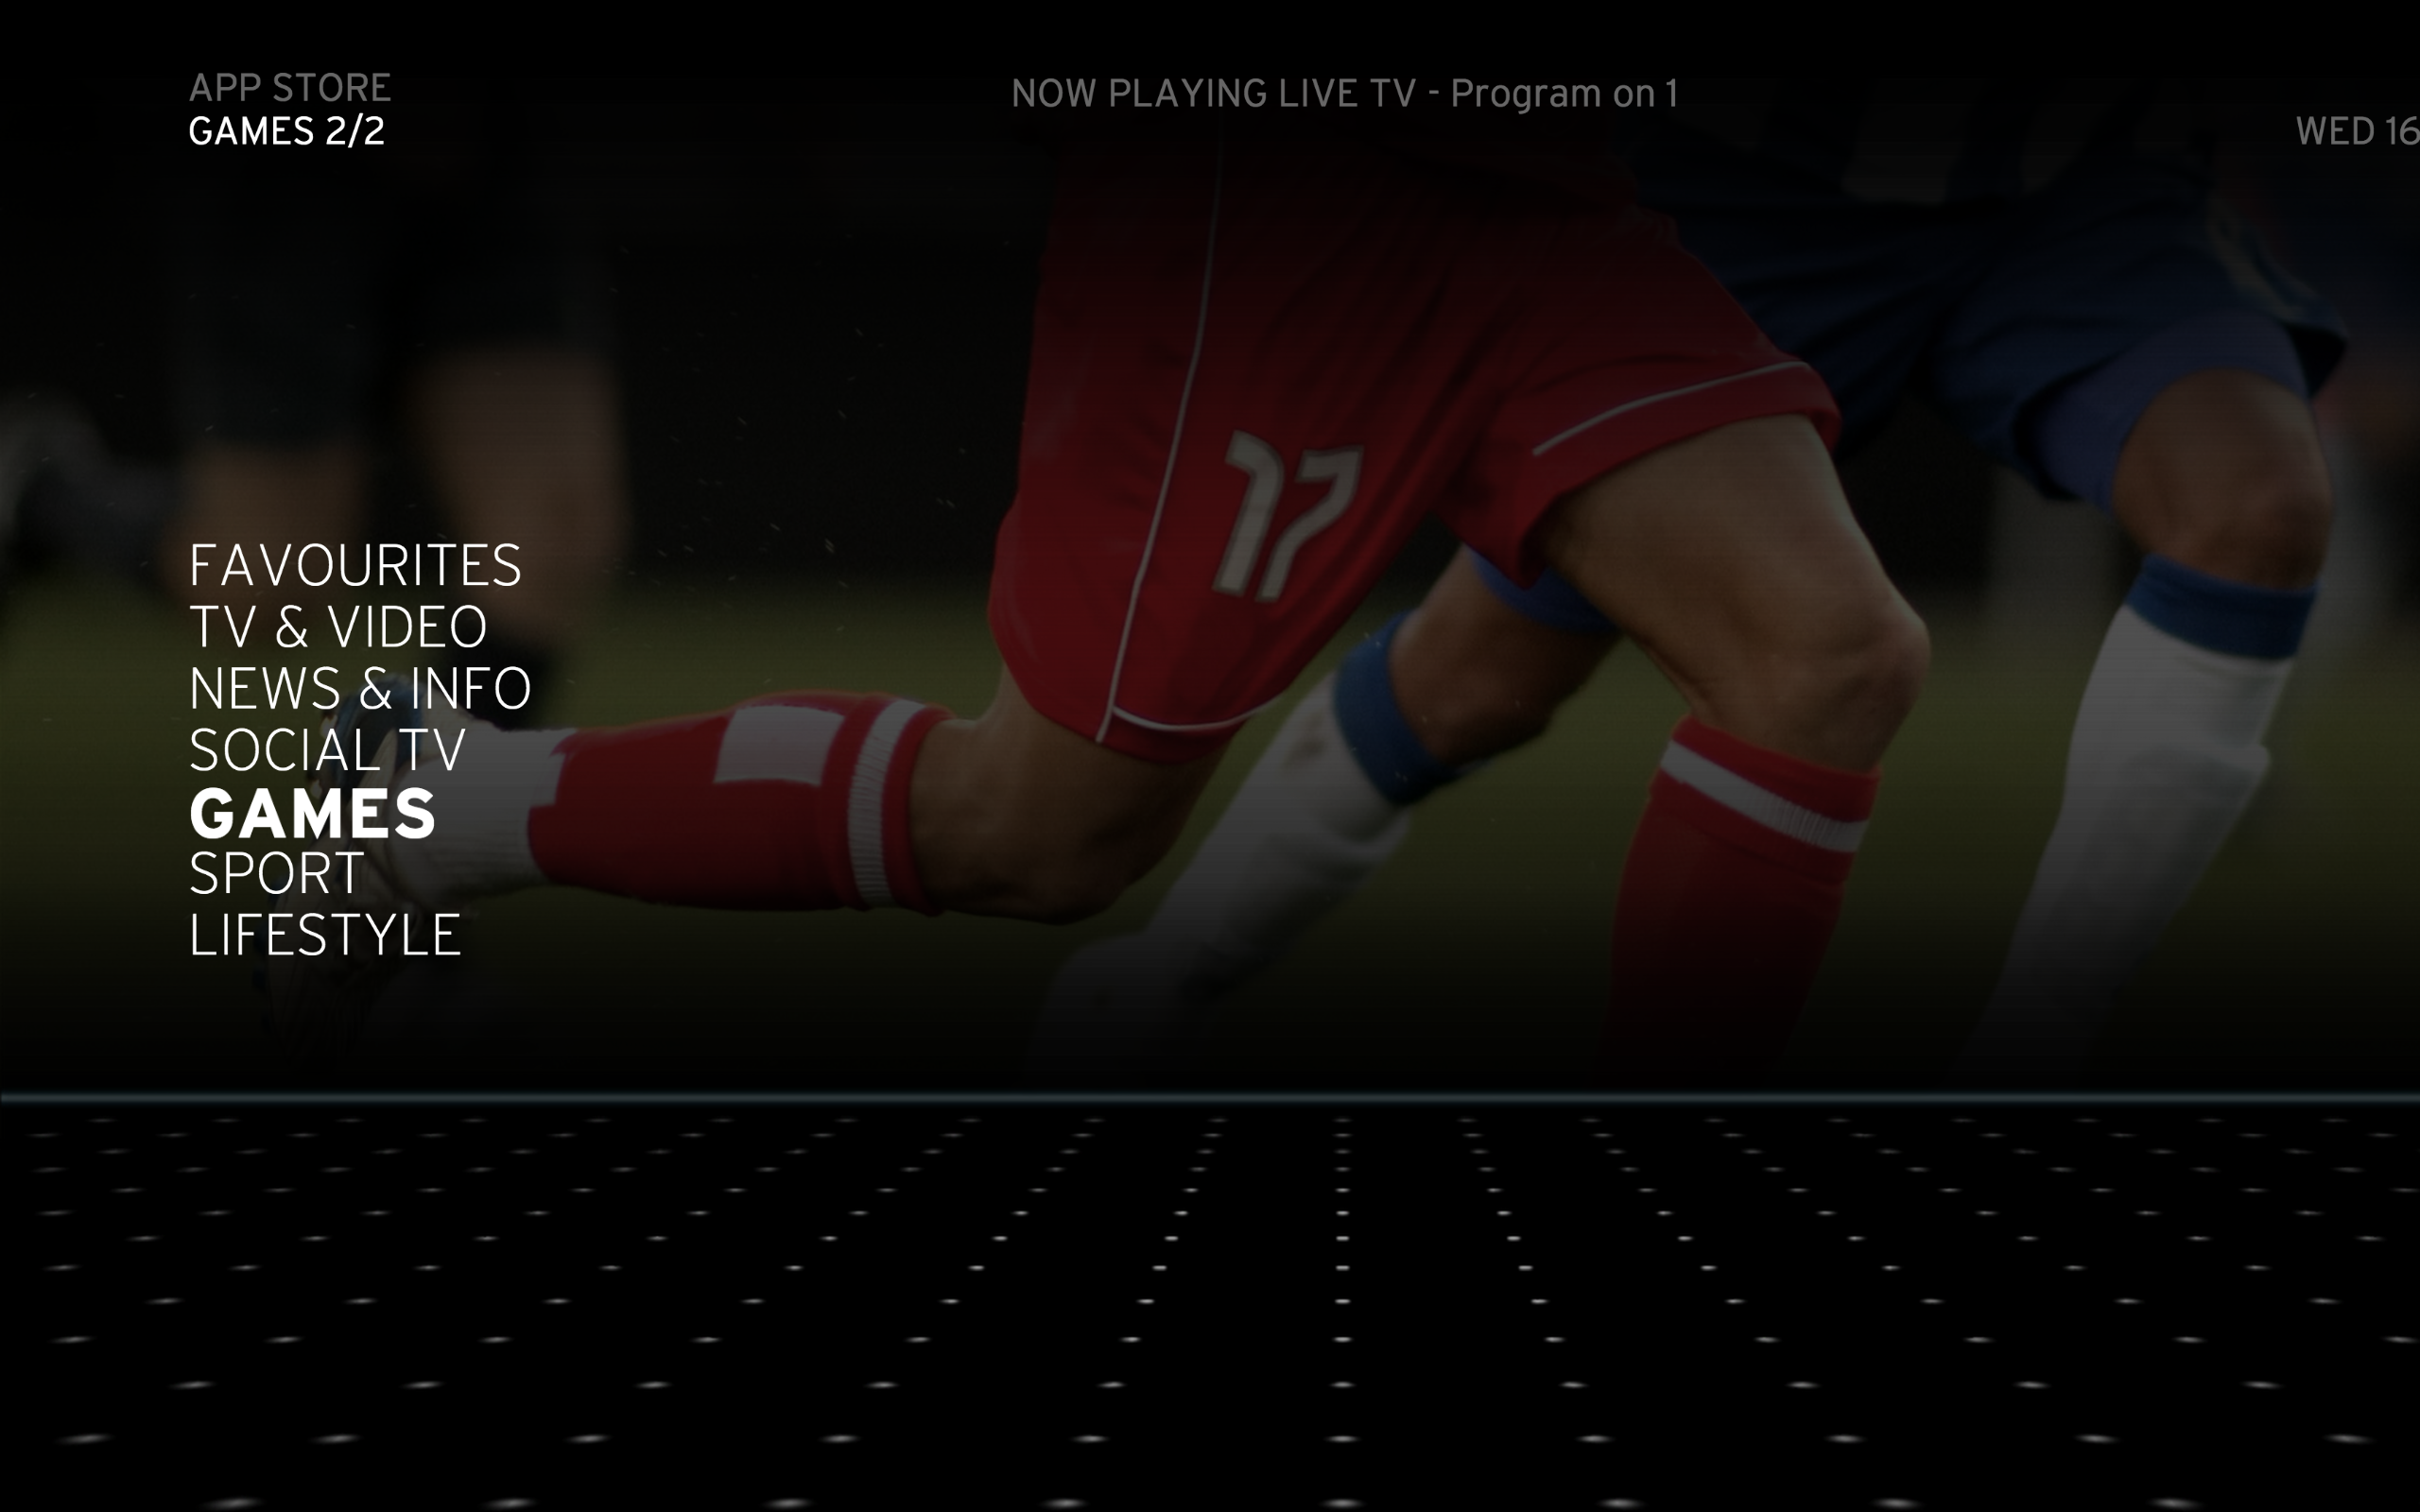 APP STORE
GAMES 2/2
NOW PLAYING LIVE TV - Program on 1
WED 16
FAVOURITES
TV & VIDEO
NEWS & INFO
SOCIAL TV
GAMES
SPORT
LIFESTYLE
17